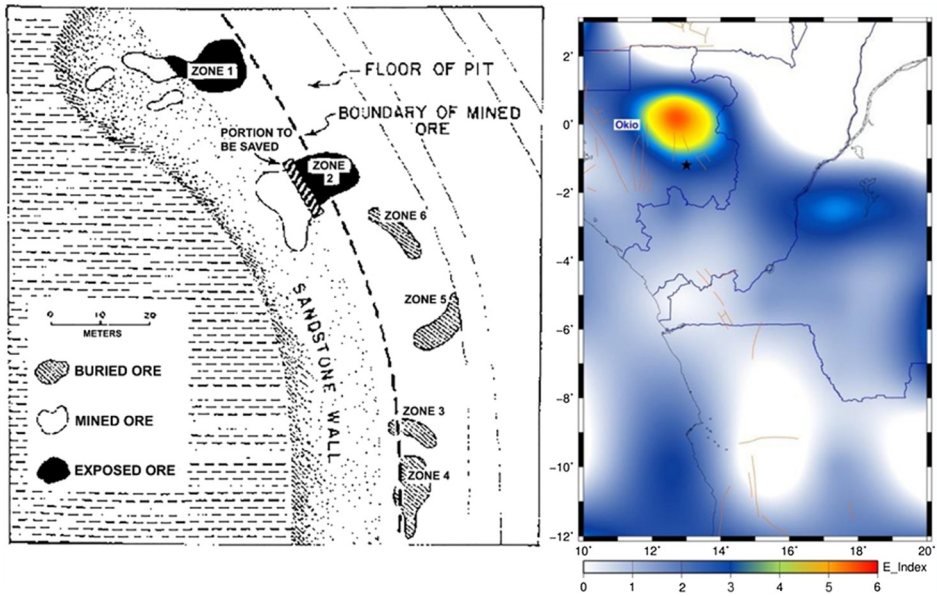 ZONE 1
FLOOR OF PIT
BOUNDARY OF MINED
ORE
PORTION TO
BE SAVED
ZONE
2
ZONE 6
ZONE 5
SANDSTONE WALL
0 10 20
METERS
BURIED ORE
MINED ORE
EXPOSED ORE
ZONE 3
ZONE 4
2˚
0˚
Okio
-2˚
-4˚
-6˚
-8˚
-10˚
-12˚
10˚ 12˚ 14˚ 16˚ 18˚ 20˚
E_Index
0 1 2 3 4 5 6